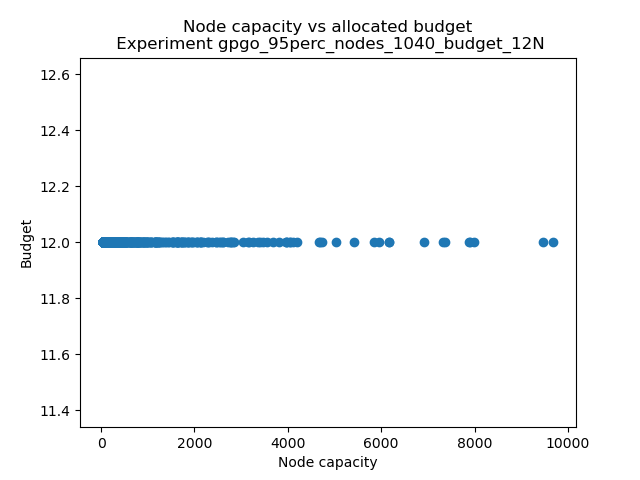 Node capacity vs allocated budget
Experiment gpgo_95perc_nodes_1040_budget_12N
12.6
12.4
12.2
12.0
11.8
11.6
11.4
Budget
0 2000 4000 6000 8000 10000
Node capacity